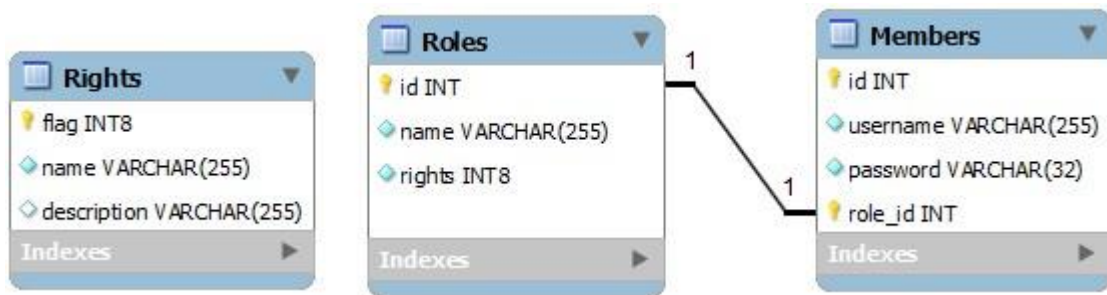 Rights
flag INT8
name VARCHAR(255)
description VARCHAR(255)
Indexes
Roles
id INT
name VARCHAR(255)
rights INT8
Indexes
1
1
Members
id INT
username VARCHAR(255)
password VARCHAR(32)
role_id INT
Indexes